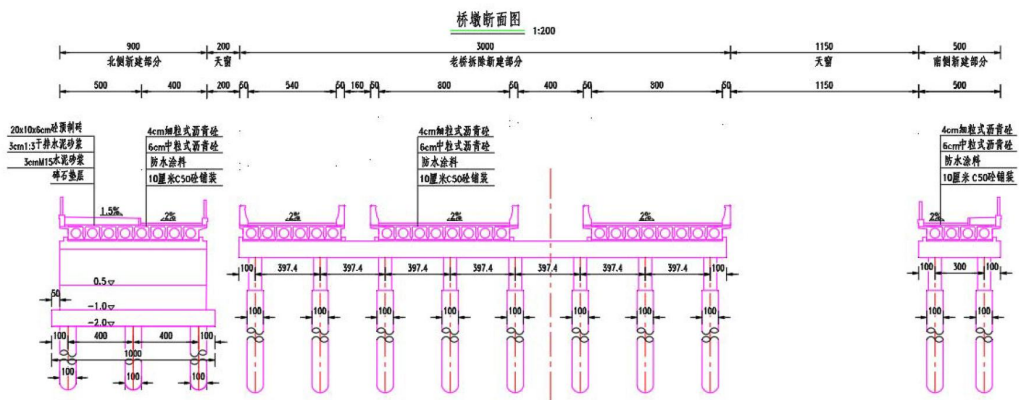 桥墩断面图
1:200
900 200 3000 1150 500
北侧新建部分 天窗 老桥拆除新建部分 天窗 南侧新建部分
500 400 200 50 540 50 160 50 800 50 400 50 800 50 1150 500
20x10x6cm砼预制砖
3cm1:3干拌水泥砂浆
3cmM15水泥砂浆
碎石垫层
4cm细粒式沥青砼
6cm中粒式沥青砼
防水涂料
10厘米C50砼铺装
4cm细粒式沥青砼
6cm中粒式沥青砼
防水涂料
10厘米C50砼铺装
4cm细粒式沥青砼
6cm中粒式沥青砼
防水涂料
10厘米 C50砼铺装
1.5% 2% 2% 2% 2% 2%
100 397.4 397.4 397.4 397.4 397.4 397.4 397.4 100
100 300 100
0.5
50
-1.0
-2.0
100 100 100 100 100 100 100 100 100 100
100 400 400 100
1000
100 100 100